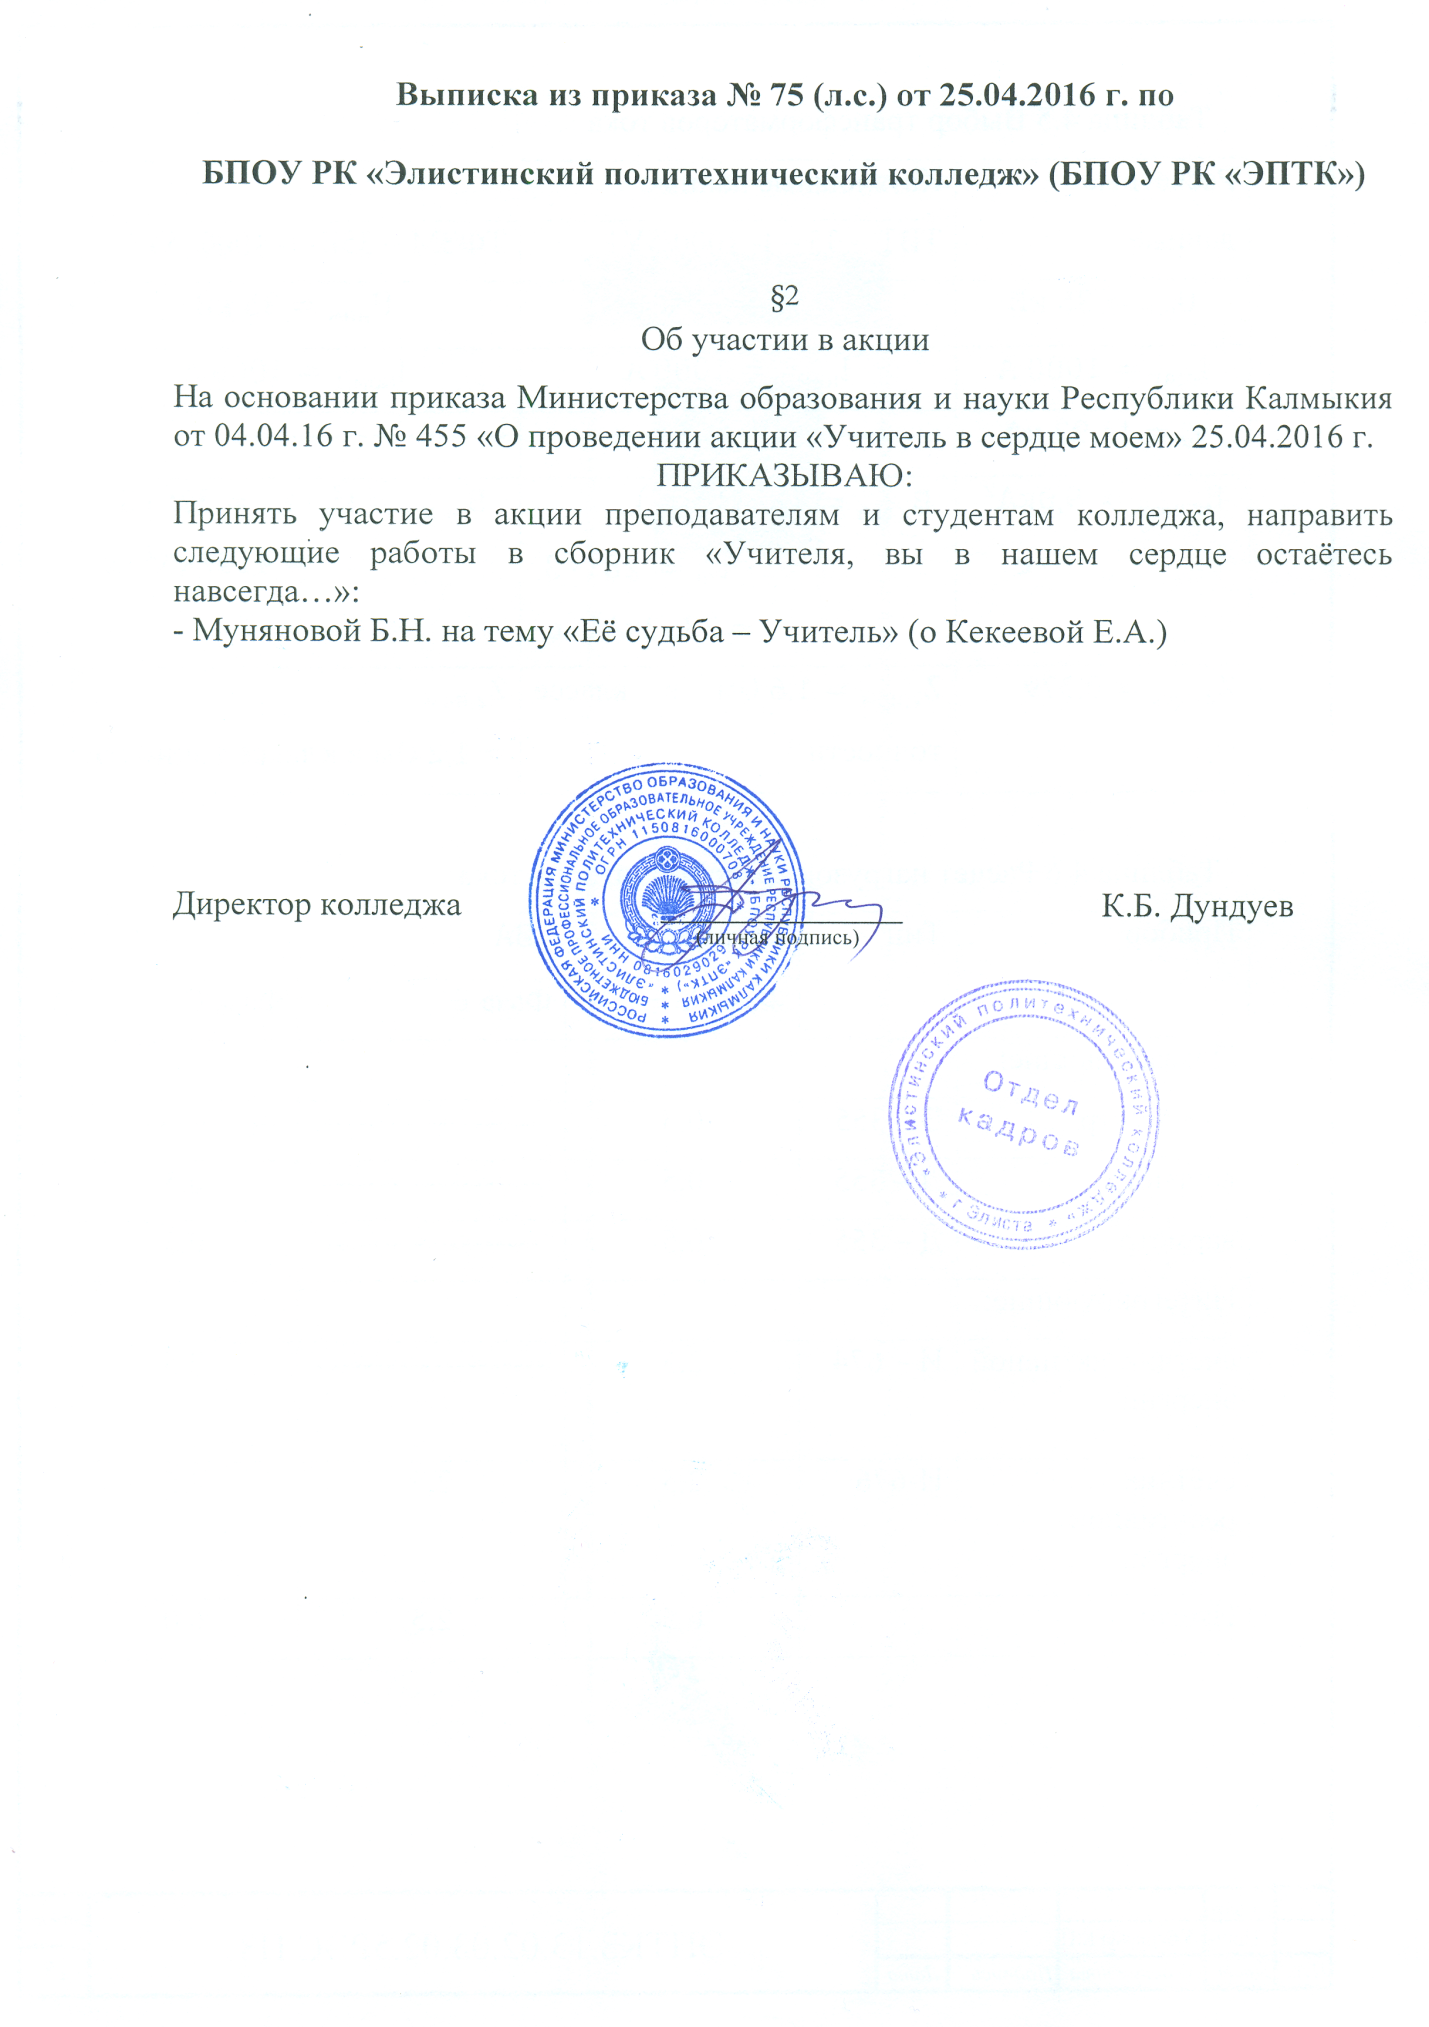 Выписка из приказа № 75 (л.с.) от 25.04.2016 г. по
БПОУ РК «Элистинский политехнический колледж» (БПОУ РК «ЭПТК»)
§2
Об участии в акции
На основании приказа Министерства образования и науки Республики Калмыкия
от 04.04.16 г. № 455 «О проведении акции «Учитель в сердце моем» 25.04.2016 г.
ПРИКАЗЫВАЮ:
Принять участие в акции преподавателям и студентам колледжа, направить
следующие работы в сборник «Учителя, вы в нашем сердце остаётесь
навсегда…»:
- Муняновой Б.Н. на тему «Её судьба – Учитель» (о Кекеевой Е.А.)
Директор колледжа
(личная подпись)
К.Б. Дундуев
РОССИЙСКАЯ ФЕДЕРАЦИЯ МИНИСТЕРСТВО ОБРАЗОВАНИЯ И НАУКИ РЕСПУБЛИКИ КАЛМЫКИЯ *
БЮДЖЕТНОЕ ПРОФЕССИОНАЛЬНОЕ ОБРАЗОВАТЕЛЬНОЕ УЧРЕЖДЕНИЕ РЕСПУБЛИКИ КАЛМЫКИЯ *
«ЭЛИСТИНСКИЙ ПОЛИТЕХНИЧЕСКИЙ КОЛЛЕДЖ» (БПОУ РК «ЭПТК») *
* ОГРН 1150816000708 *
ИНН 0816029029
«Элистинский политехнический колледж»
* г Элиста *
Отдел
кадров